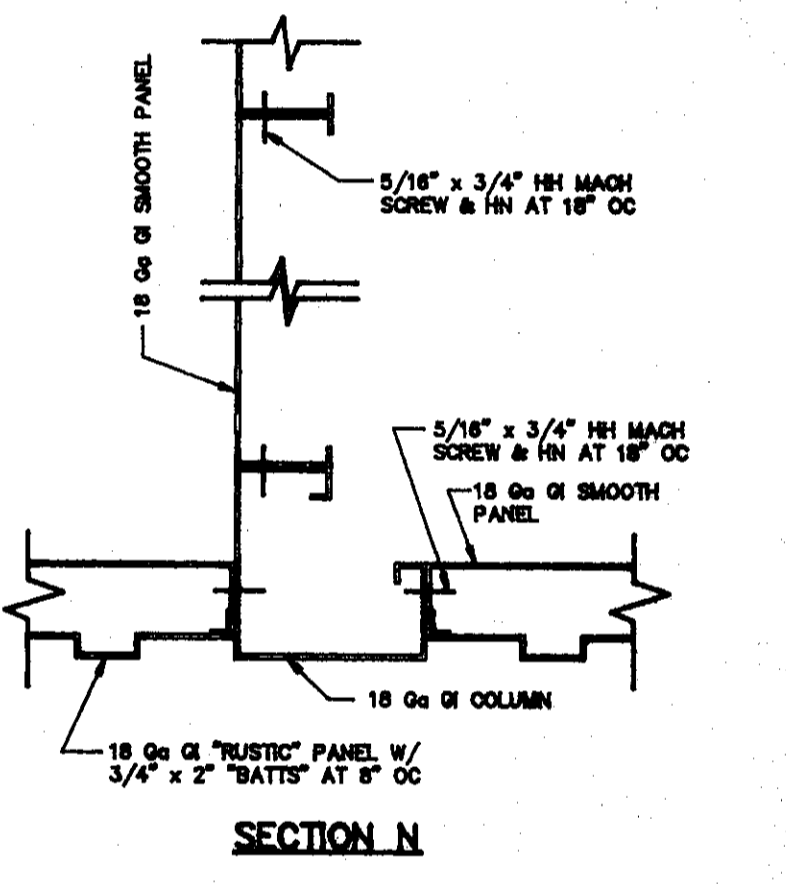 18 Ga GI SMOOTH PANEL
5/16" x 3/4" HH MACH
SCREW & HN AT 18" OC
5/16" x 3/4" HH MACH
SCREW & HN AT 18" OC
18 Ga GI SMOOTH
PANEL
18 Ga GI COLUMN
18 Ga GI "RUSTIC" PANEL W/
3/4" x 2" "BATTS" AT 8" OC
SECTION N